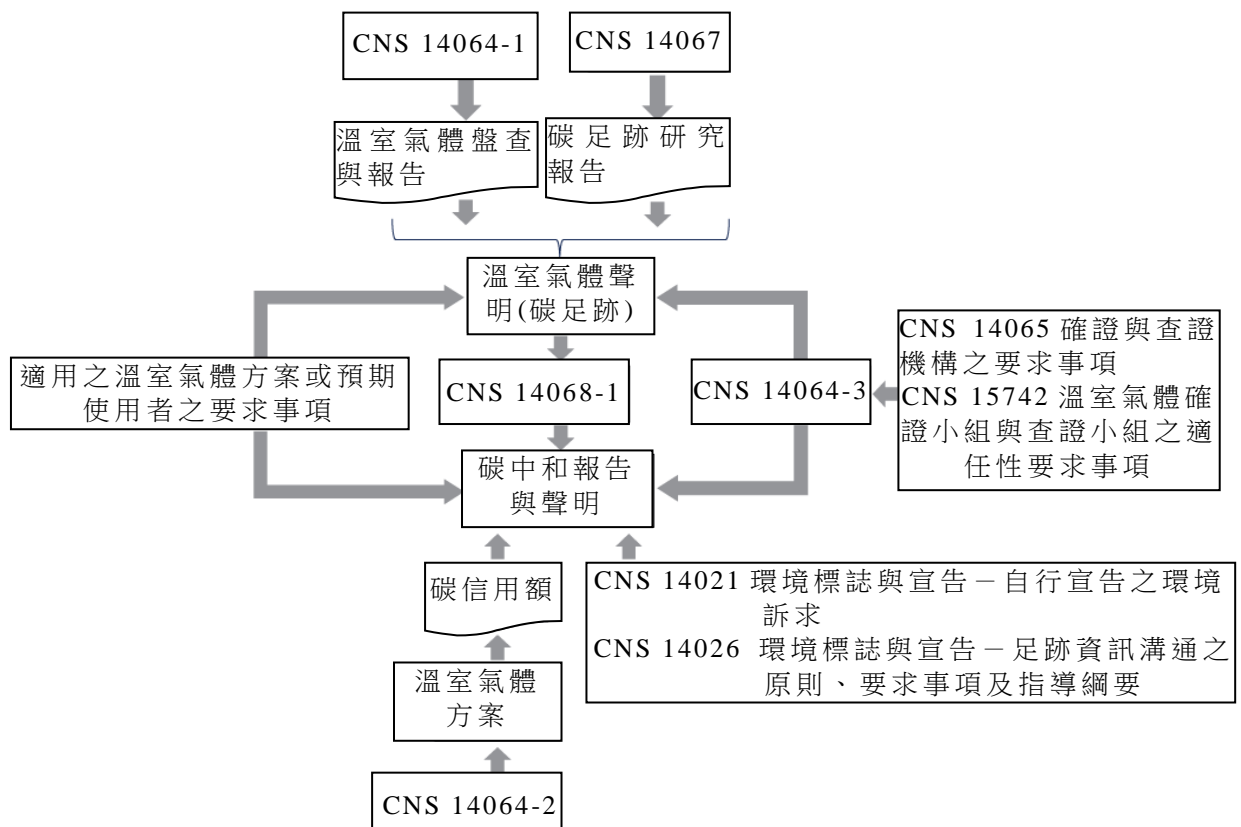 CNS 14064-1
CNS 14067
溫室氣體盤查
與報告
碳足跡研究
報告
溫室氣體聲
明(碳足跡)
適用之溫室氣體方案或預期
使用者之要求事項
CNS 14068-1
CNS 14064-3
CNS 14065 確證與查證
機構之要求事項
CNS 15742 溫室氣體確
證小組與查證小組之適
任性要求事項
碳中和報告
與聲明
碳信用額
CNS 14021 環境標誌與宣告－自行宣告之環境
訴求
CNS 14026 環境標誌與宣告－足跡資訊溝通之
原則、要求事項及指導綱要
溫室氣體
方案
CNS 14064-2